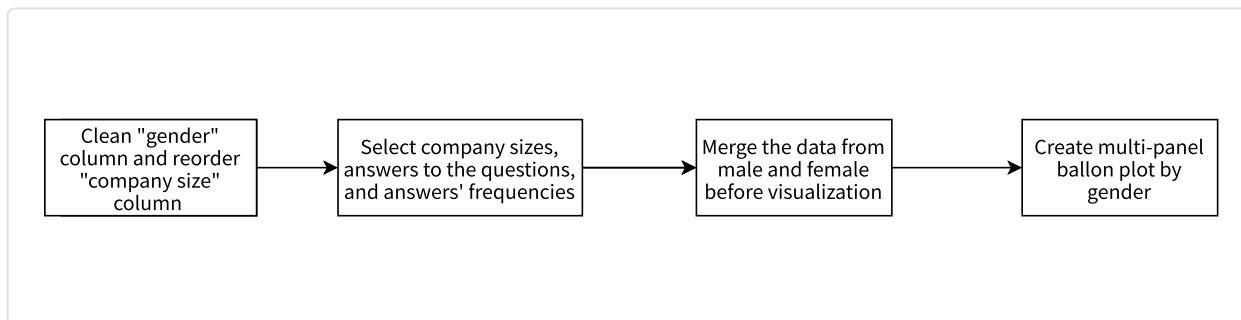 Clean "gender"
column and reorder
"company size"
column
Select company sizes,
answers to the questions,
and answers' frequencies
Merge the data from
male and female
before visualization
Create multi-panel
ballon plot by
gender